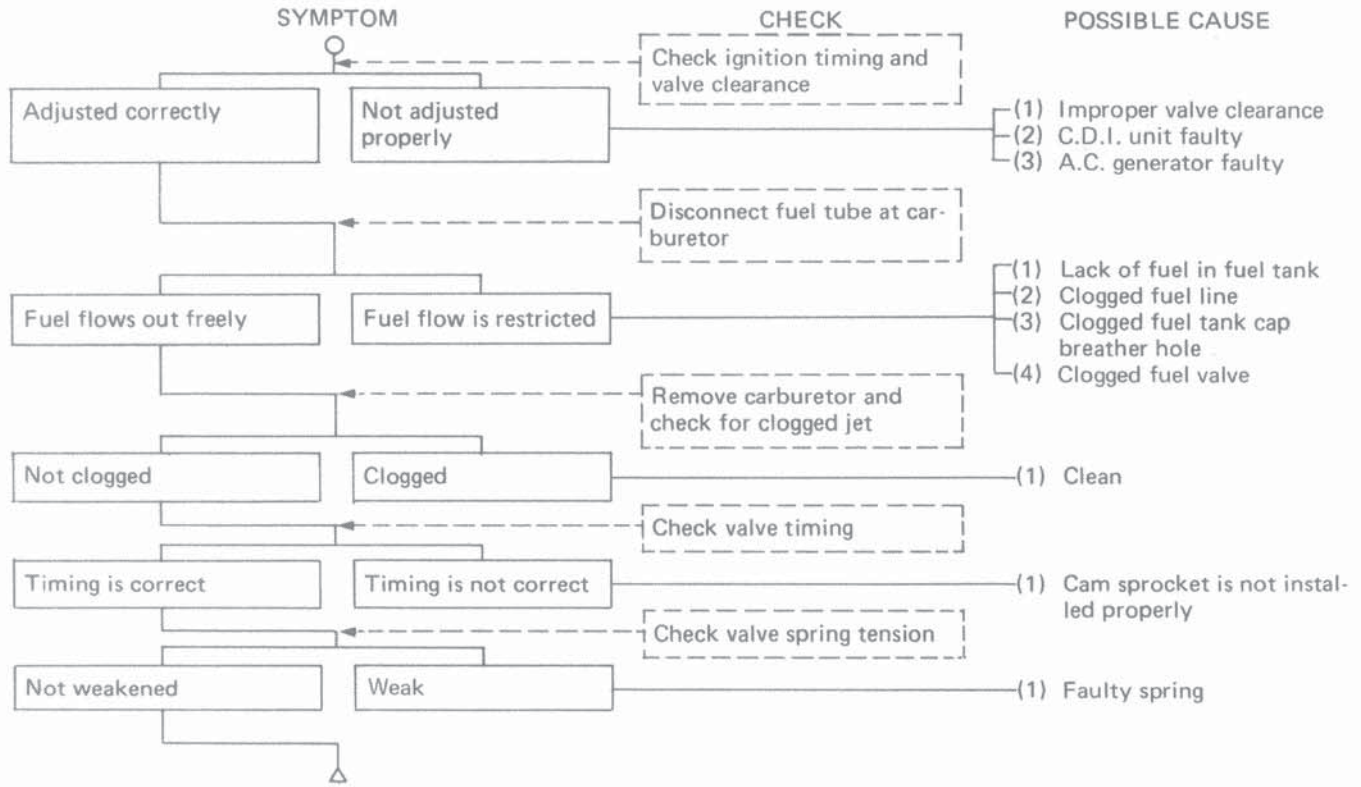 SYMPTOM
CHECK
POSSIBLE CAUSE
Check ignition timing and
valve clearance
Adjusted correctly
Not adjusted
properly
(1) Improper valve clearance
(2) C.D.I. unit faulty
(3) A.C. generator faulty
Disconnect fuel tube at car-
buretor
Fuel flows out freely
Fuel flow is restricted
(1) Lack of fuel in fuel tank
(2) Clogged fuel line
(3) Clogged fuel tank cap
breather hole
(4) Clogged fuel valve
Remove carburetor and
check for clogged jet
Not clogged
Clogged
(1) Clean
Check valve timing
Timing is correct
Timing is not correct
(1) Cam sprocket is not instal-
led properly
Check valve spring tension
Not weakened
Weak
(1) Faulty spring